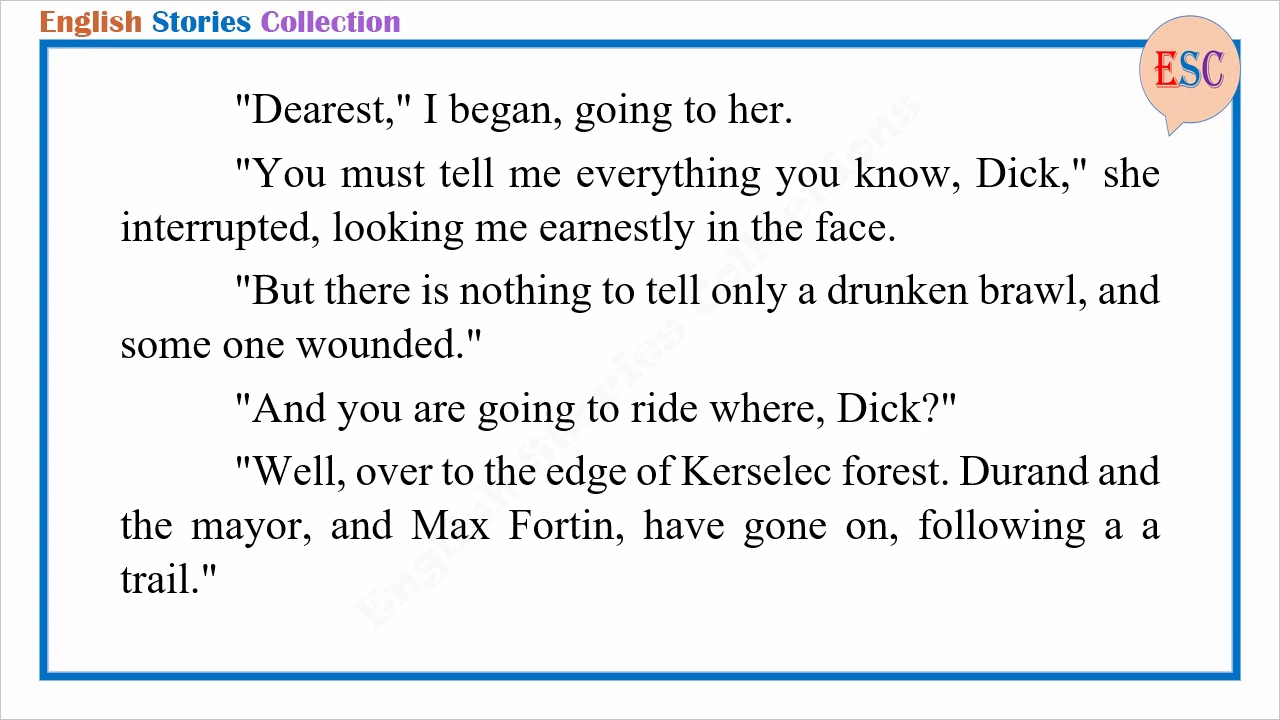 English Stories Collection
ESC
"Dearest," I began, going to her.
"You must tell me everything you know, Dick," she
interrupted, looking me earnestly in the face.
"But there is nothing to tell only a drunken brawl, and
some one wounded."
"And you are going to ride where, Dick?"
"Well, over to the edge of Kerselec forest. Durand and
the mayor, and Max Fortin, have gone on, following a a
trail."
English Stories Collections